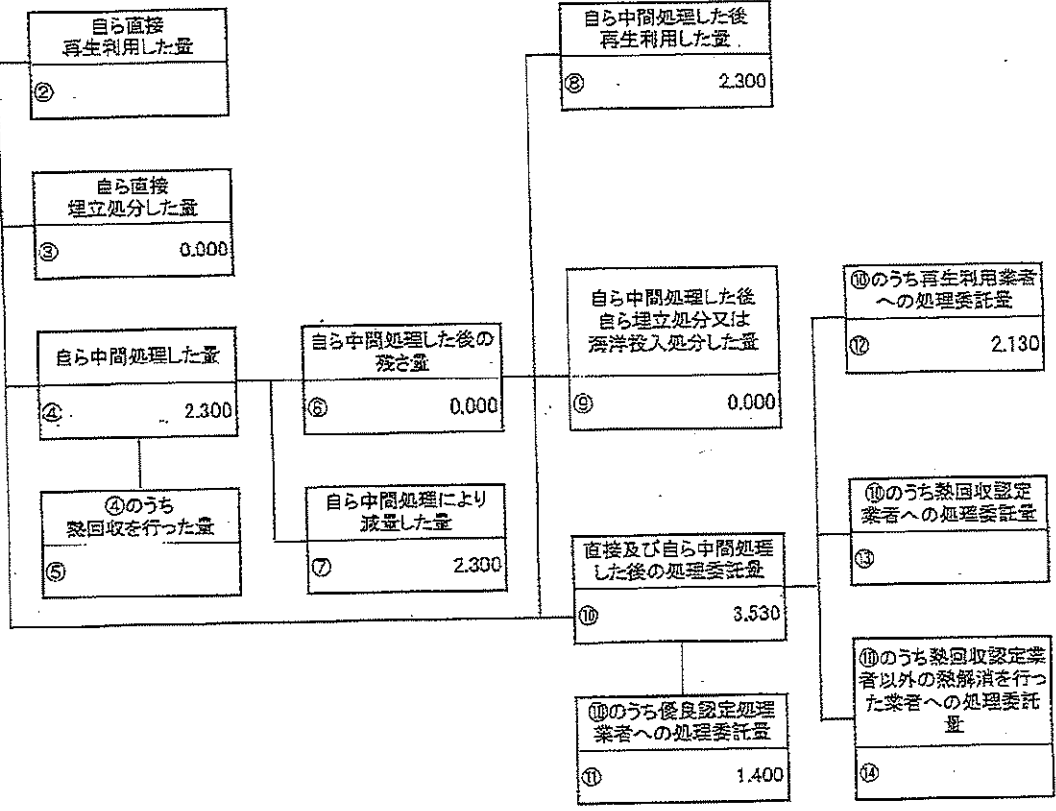 自ら直接
再生利用した量
②
自ら直接
埋立処分した量
③ 0.000
自ら中間処理した量
④ 2.300
④のうち
熱回収を行った量
⑤
自ら中間処理した後の
残さ量
⑥ 0.000
自ら中間処理により
減量した量
⑦ 2.300
自ら中間処理した後
再生利用した量
⑧ 2.300
自ら中間処理した後
自ら埋立処分又は
海洋投入処分した量
⑨ 0.000
直接及び自ら中間処理
した後の処理委託量
⑩ 3.530
⑩のうち優良認定処理
業者への処理委託量
⑪ 1.400
⑩のうち再生利用業者
への処理委託量
⑫ 2.130
⑩のうち熱回収認定
業者への処理委託量
⑬
⑩のうち熱回収認定業
者以外の熱解消を行っ
た業者への処理委託
量
⑭